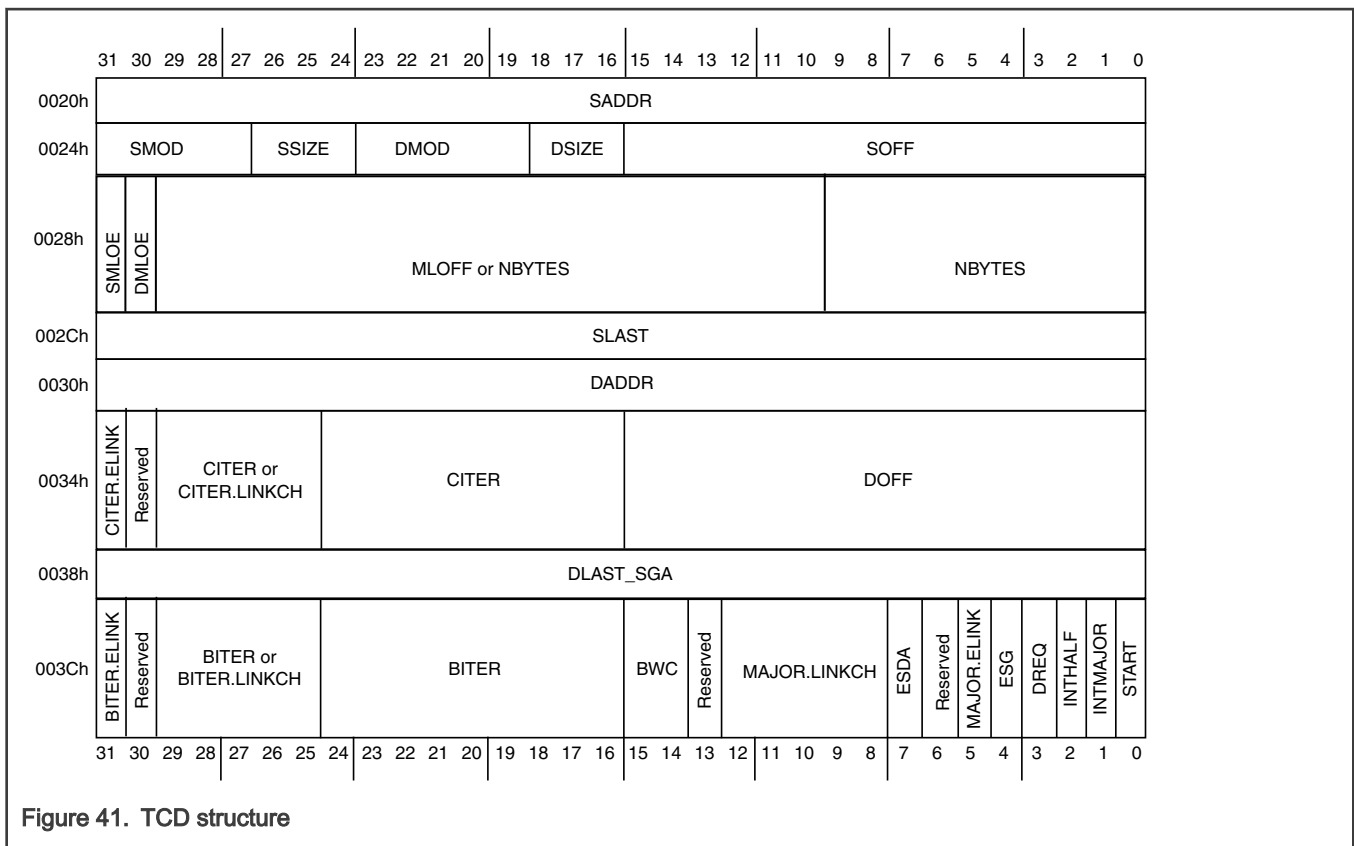 31 30 29 28 27 26 25 24 23 22 21 20 19 18 17 16 15 14 13 12 11 10 9 8 7 6 5 4 3 2 1 0
0020h SADDR
0024h SMOD SSIZE DMOD DSIZE SOFF
0028h SMLOE DMLOE MLOFF or NBYTES NBYTES
002Ch SLAST
0030h DADDR
0034h CITER.ELINK Reserved CITER or
CITER.LINKCH CITER DOFF
0038h DLAST_SGA
003Ch BITER.ELINK Reserved BITER or
BITER.LINKCH BITER BWC Reserved MAJOR.LINKCH ESDA Reserved MAJOR.ELINK ESG DREQ INTHALF INTMAJOR START
31 30 29 28 27 26 25 24 23 22 21 20 19 18 17 16 15 14 13 12 11 10 9 8 7 6 5 4 3 2 1 0
Figure 41. TCD structure